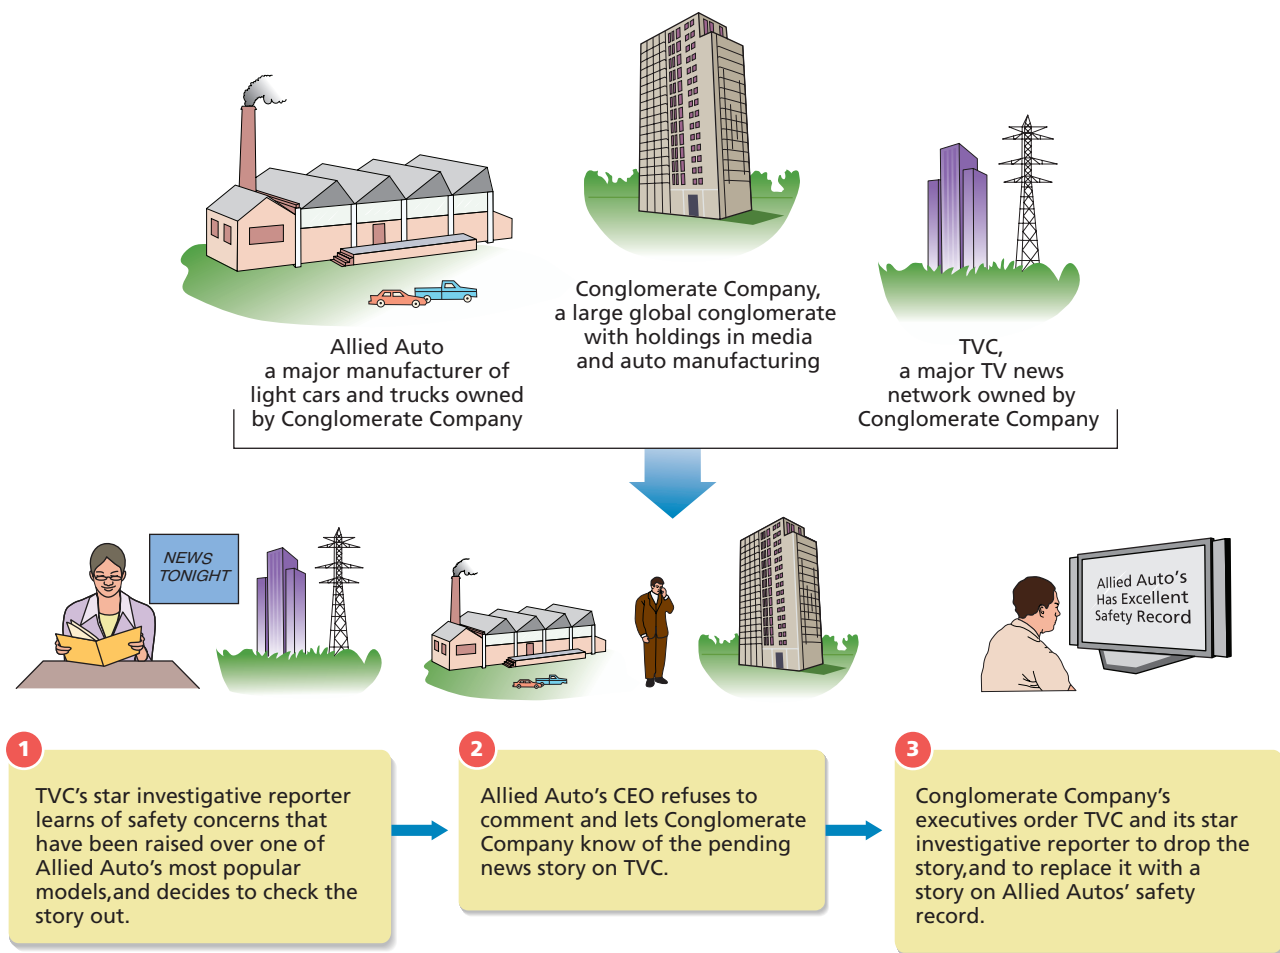 Conglomerate Company,
a large global conglomerate
with holdings in media
and auto manufacturing
Allied Auto
a major manufacturer of
light cars and trucks owned
by Conglomerate Company
TVC,
a major TV news
network owned by
Conglomerate Company
NEWS
TONIGHT
Allied Auto's
Has Excellent
Safety Record
1
TVC's star investigative reporter
learns of safety concerns that
have been raised over one of
Allied Auto's most popular
models,and decides to check the
story out.
2
Allied Auto's CEO refuses to
comment and lets Conglomerate
Company know of the pending
news story on TVC.
3
Conglomerate Company's
executives order TVC and its star
investigative reporter to drop the
story,and to replace it with a
story on Allied Autos' safety
record.